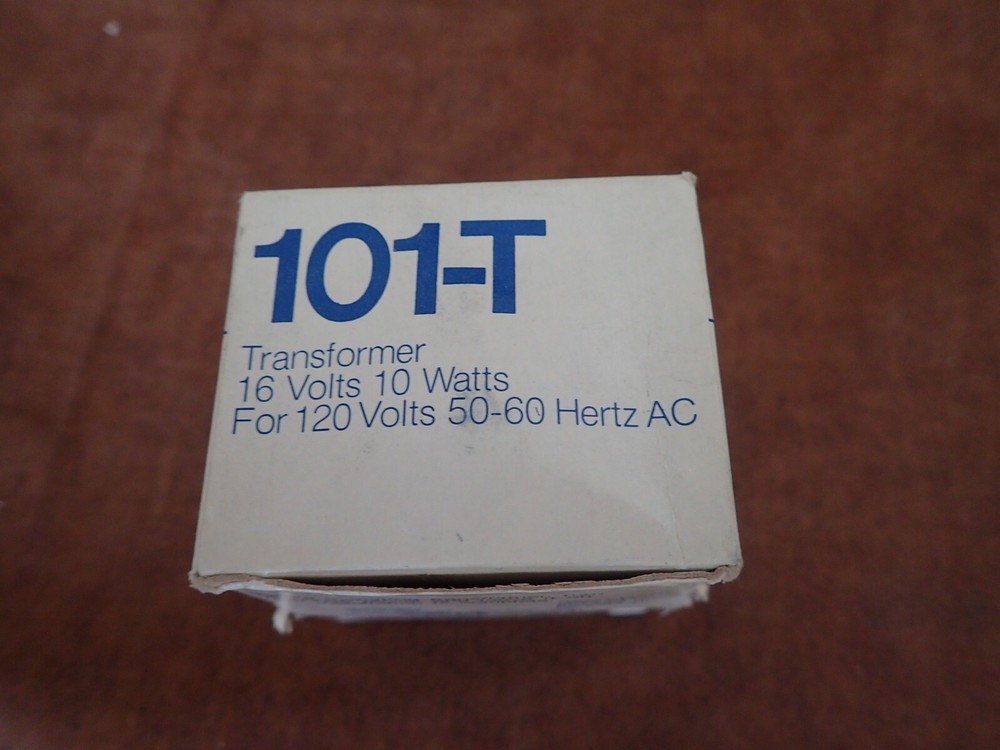 101-T
Transformer
16 Volts 10 Watts
For 120 Volts 50-60 Hertz AC